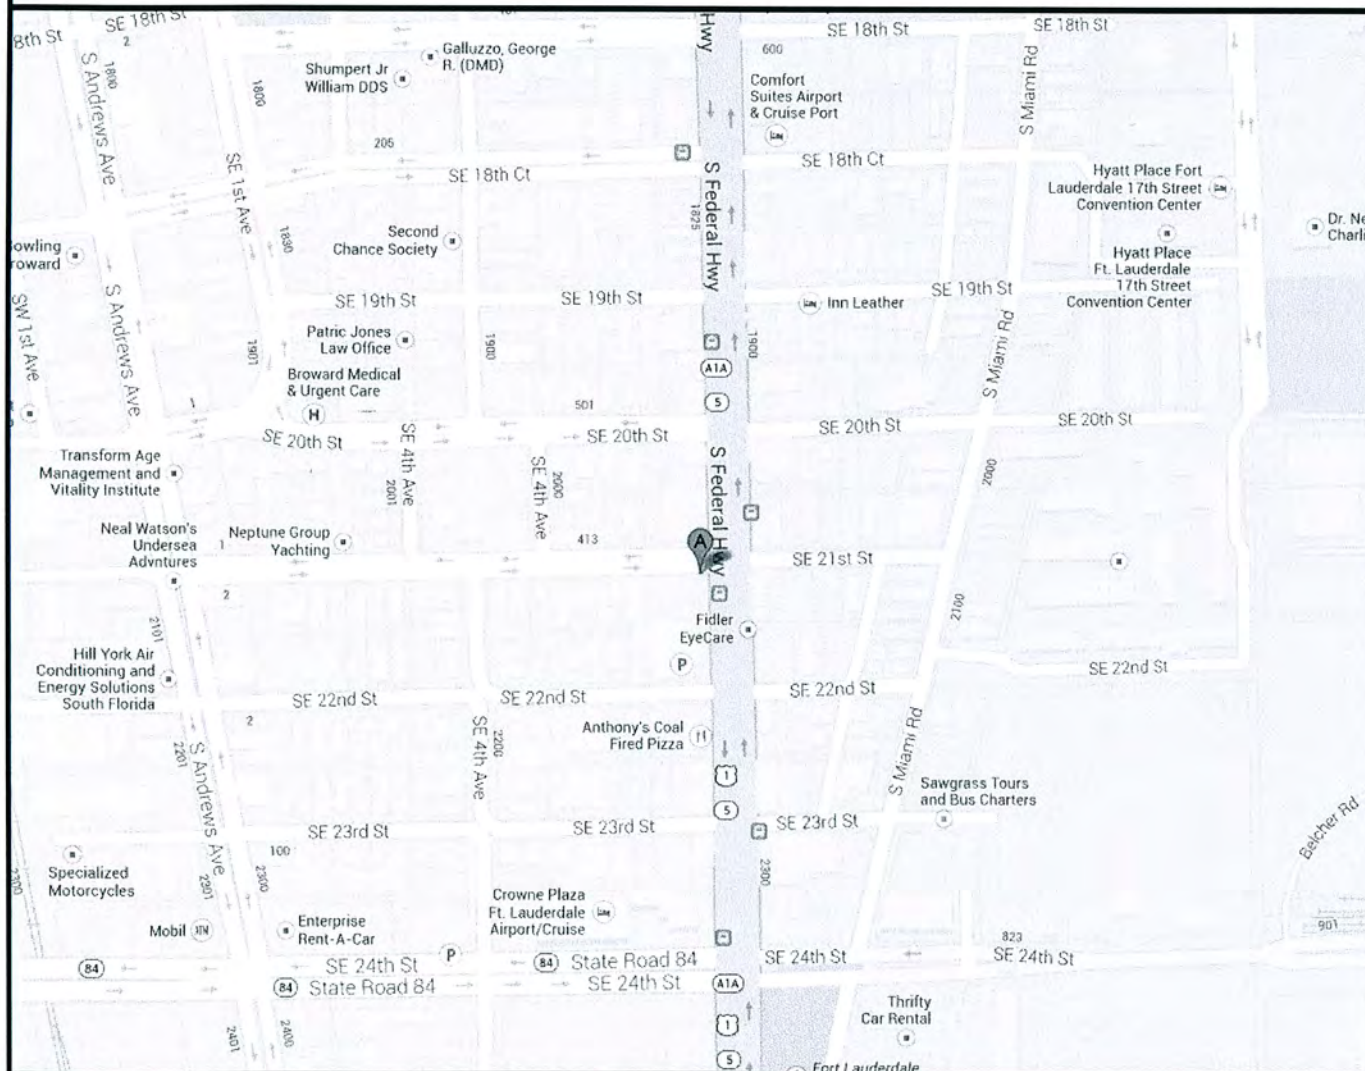 SE 18th St
8th St
2
Hwy
SE 18th St
SE 18th St
600
S Andrews Ave
1800
1800
Shumpert Jr
William DDS
Galluzzo, George
R. (DMD)
Comfort
Suites Airport
& Cruise Port
S Miami Rd
205
SE 18th Ct
SE 18th Ct
SE 1st Ave
S Federal Hwy
1825
Hyatt Place Fort
Lauderdale 17th Street
Convention Center
Second
Chance Society
1830
Dr. Ne
Charli
owling
roward
Hyatt Place
Ft. Lauderdale
17th Street
Convention Center
SW 1st Ave
S Andrews Ave
SE 19th St
SE 19th St
Inn Leather
SE 19th St
Patric Jones
Law Office
1901
1900
1900
S Miami Rd
Broward Medical
& Urgent Care
H
A1A
5
1
501
SE 20th St
SE 4th Ave
SE 20th St
SE 20th St
SE 20th St
Transform Age
Management and
Vitality Institute
2001
SE 4th Ave
2000
S Federal Hwy
2000
Neal Watson's
Undersea
Advntures
1
Neptune Group
Yachting
413
A
SE 21st St
2
2101
2100
Fidler
EyeCare
P
Hill York Air
Conditioning and
Energy Solutions
South Florida
SE 22nd St
SE 22nd St
SE 22nd St
SE 22nd St
2
2201
S Andrews Ave
SE 4th Ave
2200
Anthony's Coal
Fired Pizza
S Miami Rd
1
5
Sawgrass Tours
and Bus Charters
SE 23rd St
SE 23rd St
SE 23rd St
100
Belcher Rd
Specialized
Motorcycles
2300
2301
2300
2300
Crowne Plaza
Ft. Lauderdale
Airport/Cruise
Mobil
ATM
Enterprise
Rent-A-Car
P
823
901
84
SE 24th St
84
State Road 84
SE 24th St
SE 24th St
84
State Road 84
SE 24th St
A1A
2401
2400
1
5
Thrifty
Car Rental
Fort Lauderdale